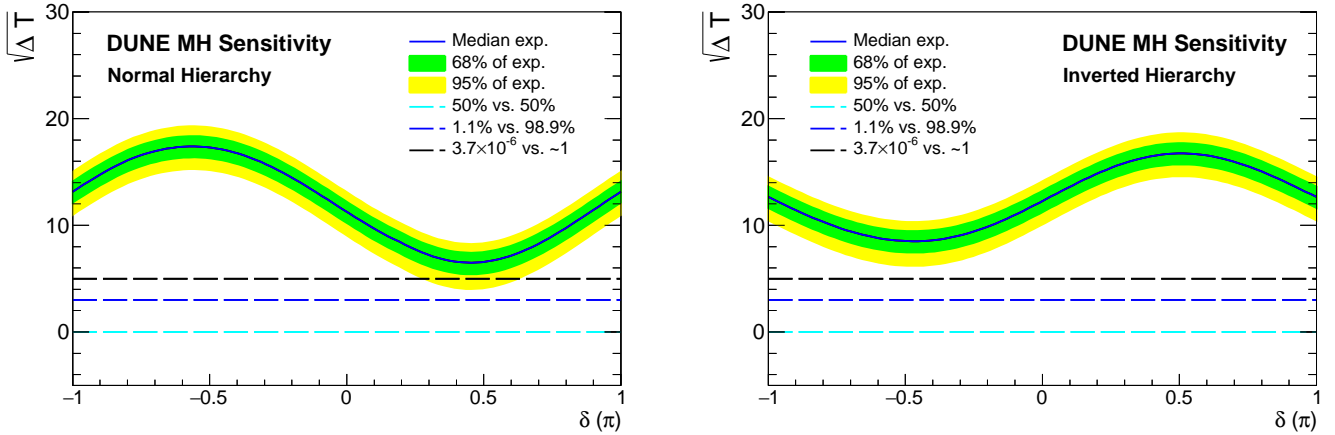 √Δ T
30
20
10
0
DUNE MH Sensitivity
Normal Hierarchy
Median exp.
68% of exp.
95% of exp.
50% vs. 50%
1.1% vs. 98.9%
3.7×10⁻⁶ vs. ~1
−1
−0.5
0
0.5
1
δ (π)
√Δ T
30
20
10
0
Median exp.
68% of exp.
95% of exp.
50% vs. 50%
1.1% vs. 98.9%
3.7×10⁻⁶ vs. ~1
DUNE MH Sensitivity
Inverted Hierarchy
−1
−0.5
0
0.5
1
δ (π)